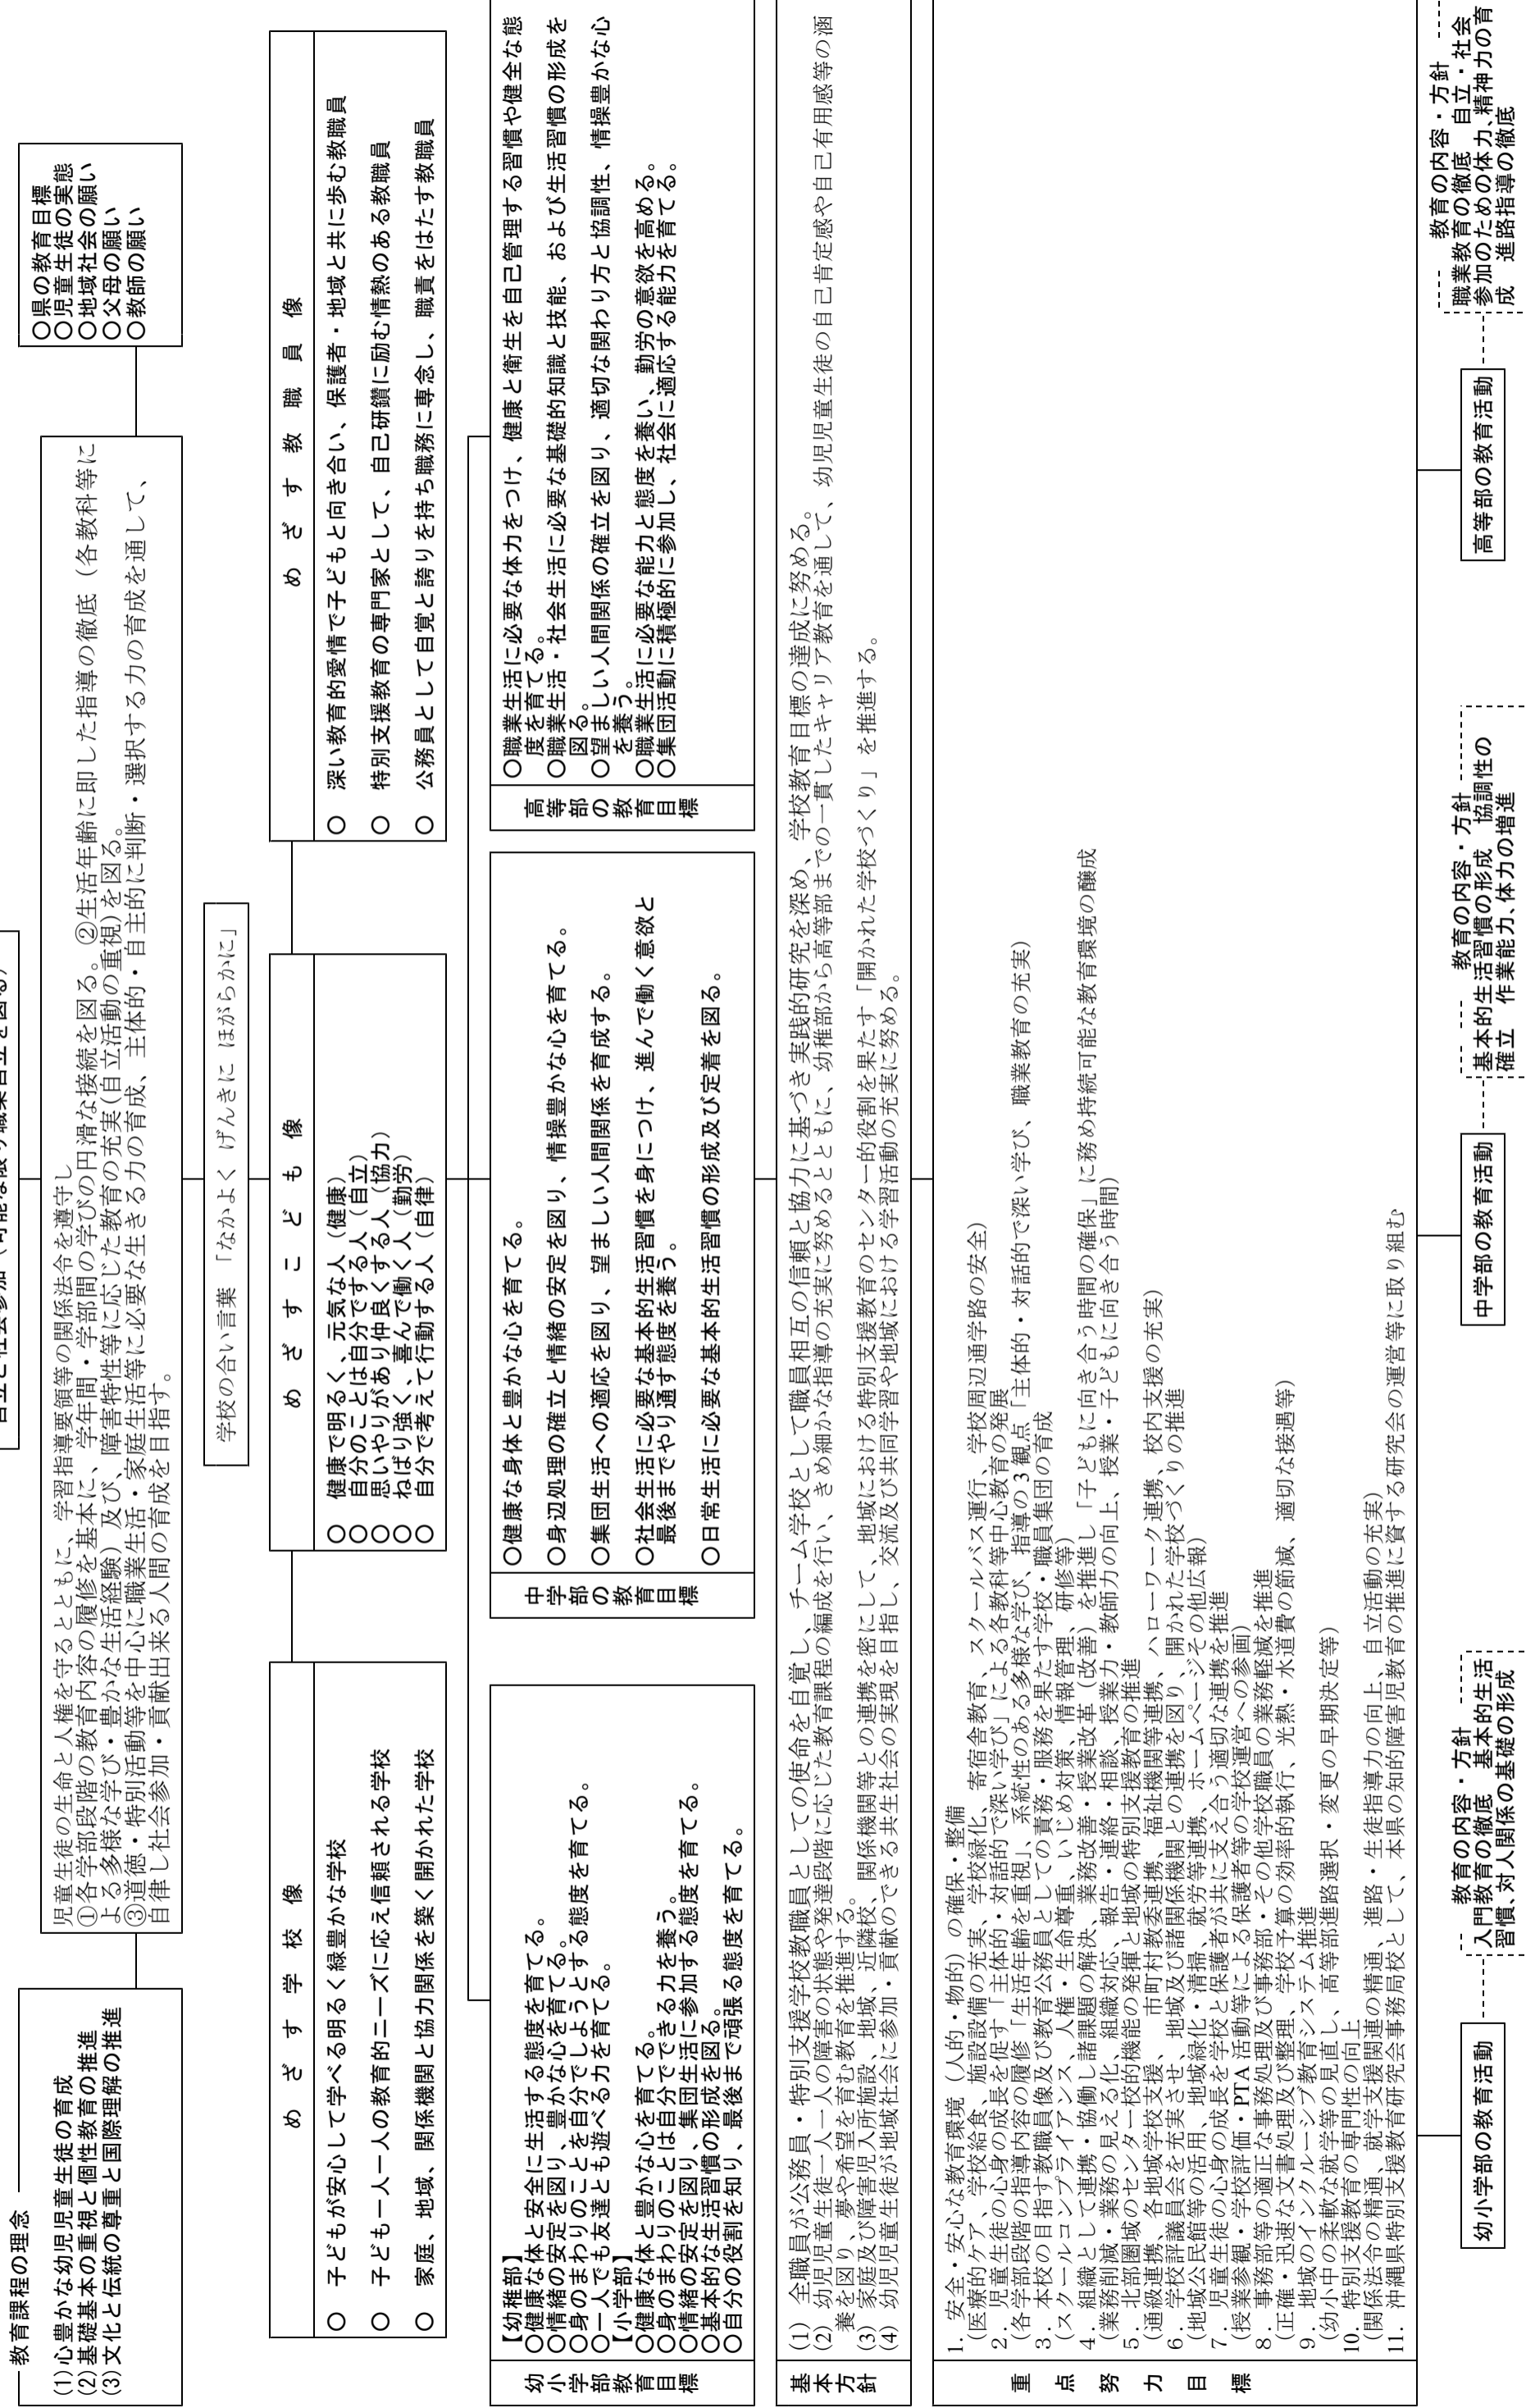 教育課程の理念
(1)心豊かな幼児児童生徒の育成
(2)基礎基本の重視と個性教育の推進
(3)文化と伝統の尊重と国際理解の推進
児童生徒の生命と人権を守るとともに、学習指導要領等の関係法令を遵守し
①各学部段階の教育内容の履修を基本に、学年間・学部間の学びの円滑な接続を図る。②生活年齢に即した指導の徹底（各教科等に
よる多様な学び・豊かな生活経験）及び、障害特性等に応じた教育の充実(自立活動の重視)を図る。
③道徳・特別活動等を中心に職業生活・家庭生活等に必要な生きる力の育成、主体的・自主的に判断・選択する力の育成を通して、
自律し社会参加・貢献出来る人間の育成を目指す。
○県の教育目標
○児童生徒の実態
○地域社会の願い
○父母の願い
○教師の願い
学校の合い言葉 「なかよく げんきに ほがらかに」
めざす学校像
○ 子どもが安心して学べる明るく緑豊かな学校
○ 子ども一人一人の教育的ニーズに応え信頼される学校
○ 家庭、地域、関係機関と協力関係を築く開かれた学校
めざすこども像
○ 健康で明るく、元気な人（健康）
○ 自分のことは自分でする人（自立）
○ 思いやりがあり仲良くする人（協力）
○ ねばり強く、喜んで働く人（勤労）
○ 自分で考えて行動する人（自律）
めざす教職員像
○ 深い教育的愛情で子どもと向き合い、保護者・地域と共に歩む教職員
○ 特別支援教育の専門家として、自己研鑽に励む情熱のある教職員
○ 公務員として自覚と誇りを持ち職務に専念し、職責をはたす教職員
幼小学部教育目標
【幼稚部】
○健康な体と安全に生活する態度を育てる。
○情緒の安定を図り、豊かな心を育てる。
○身のまわりのことを自分でしようとする態度を育てる。
○一人でも友達とも遊べる力を育てる。
【小学部】
○健康な体と豊かな心を育てる。
○身のまわりのことは自分でできる力を養う。
○情緒の安定を図り、集団生活に参加する態度を育てる。
○基本的な生活習慣の形成を図る。
○自分の役割を知り、最後まで頑張る態度を育てる。
中学部の教育目標
○健康な身体と豊かな心を育てる。
○身辺処理の確立と情緒の安定を図り、情操豊かな心を育てる。
○集団生活への適応を図り、望ましい人間関係を育成する。
○社会生活に必要な基本的生活習慣を身につけ、進んで働く意欲と
最後までやり通す態度を養う。
○日常生活に必要な基本的生活習慣の形成及び定着を図る。
高等部の教育目標
○職業生活に必要な体力をつけ、健康と衛生を自己管理する習慣や健全な態
度を育てる。
○職業生活・社会生活に必要な基礎的知識と技能、および生活習慣の形成を
図る。
○望ましい人間関係の確立を図り、適切な関わり方と協調性、情操豊かな心
を養う。
○職業生活に必要な能力と態度を養い、勤労の意欲を高める。
○集団活動に積極的に参加し、社会に適応する能力を育てる。
基本方針
(1) 全職員が公務員・特別支援学校教職員としての使命を自覚し、チーム学校として職員相互の信頼と協力に基づき実践的研究を深め、学校教育目標の達成に努める。
(2) 幼児児童生徒一人一人の障害の状態や発達段階に応じた教育課程の編成を行い、きめ細かな指導の充実に努めるとともに、幼稚部から高等部までの一貫したキャリア教育を通して、幼児児童生徒の自己肯定感や自己有用感等の涵
養を図り、夢や希望を育む教育を推進する。
(3) 家庭及び障害児入所施設、地域、近隣校、関係機関等との連携を密にして、地域における特別支援教育のセンター的役割を果たす「開かれた学校づくり」を推進する。
(4) 幼児児童生徒が地域社会に参加・貢献のできる共生社会の実現を目指し、交流及び共同学習や地域における学習活動の充実に努める。
重点努力目標
1. 安全・安心な教育環境（人的・物的）の確保・整備
(医療的ケア、学校給食、施設設備の充実、学校緑化、寄宿舎教育、スクールバス運行、学校周辺通学路の安全)
2. 児童生徒の心身の成長を促す「主体的・対話的で深い学び」による各教科等中心教育の発展
(各学部段階の指導内容の履修「生活年齢を重視」、系統性のある多様な学び、指導の3観点「主体的・対話的で深い学び、職業教育の充実)
3. 本校の目指す教職員像及び教育公務員としての責務・服務を果たす学校・職員集団の育成
(スクールコンプライアンス、人権・生命尊重、いじめ対策、情報管理、研修等)
4. 組織として連携・協働し諸課題の解決、業務改善・授業改革（改善）を推進し「子どもに向き合う時間の確保」に務め持続可能な教育環境の醸成
(業務削減・業務の見える化、組織対応、報告・連絡・相談、授業力・教師力の向上、授業・子どもに向き合う時間)
5. 北部圏域のセンター校的機能の発揮と地域の特別支援教育の推進
(通級連携、各地域学校支援、市町村教委連携、福祉機関等連携、ハローワーク連携、校内支援の充実)
6. 学校評議員会を充実させ、地域及び諸関係機関との連携を図り、開かれた学校づくりの推進
(地域公民館等の活用、地域緑化・清掃、就労等連携、ホームページその他広報)
7. 児童生徒の心身の成長を学校と保護者が共に支え合う適切な連携を推進
(授業参観・学校評価・PTA活動等による保護者等の学校運営への参画)
8. 事務部等の適正な事務処理及び事務部・その他学校職員の業務軽減を推進
(正確・迅速な文書処理及び整理、学校予算の効率的執行、光熱・水道費の節減、適切な接遇等)
9. 地域のインクルーシブ教育システム推進
(幼小中の柔軟な就学等の見直し、高等部進路選択・変更の早期決定等)
10. 特別支援教育の専門性の向上
(関係法令の精通、就学支援関連の精通、進路・生徒指導力の向上、自立活動の充実)
11. 沖縄県特別支援教育研究会事務局校として、本県の知的障害児教育の推進に資する研究会の運営等に取り組む
幼小学部の教育活動
教育の内容・方針
入門教育の徹底 基本的生活
習慣、対人関係の基礎の形成
中学部の教育活動
教育の内容・方針
基本的生活習慣の形成 協調性の
確立 作業能力、体力の増進
高等部の教育活動
教育の内容・方針
職業教育の徹底 自立・社会
参加のための体力、精神力の育
成 進路指導の徹底